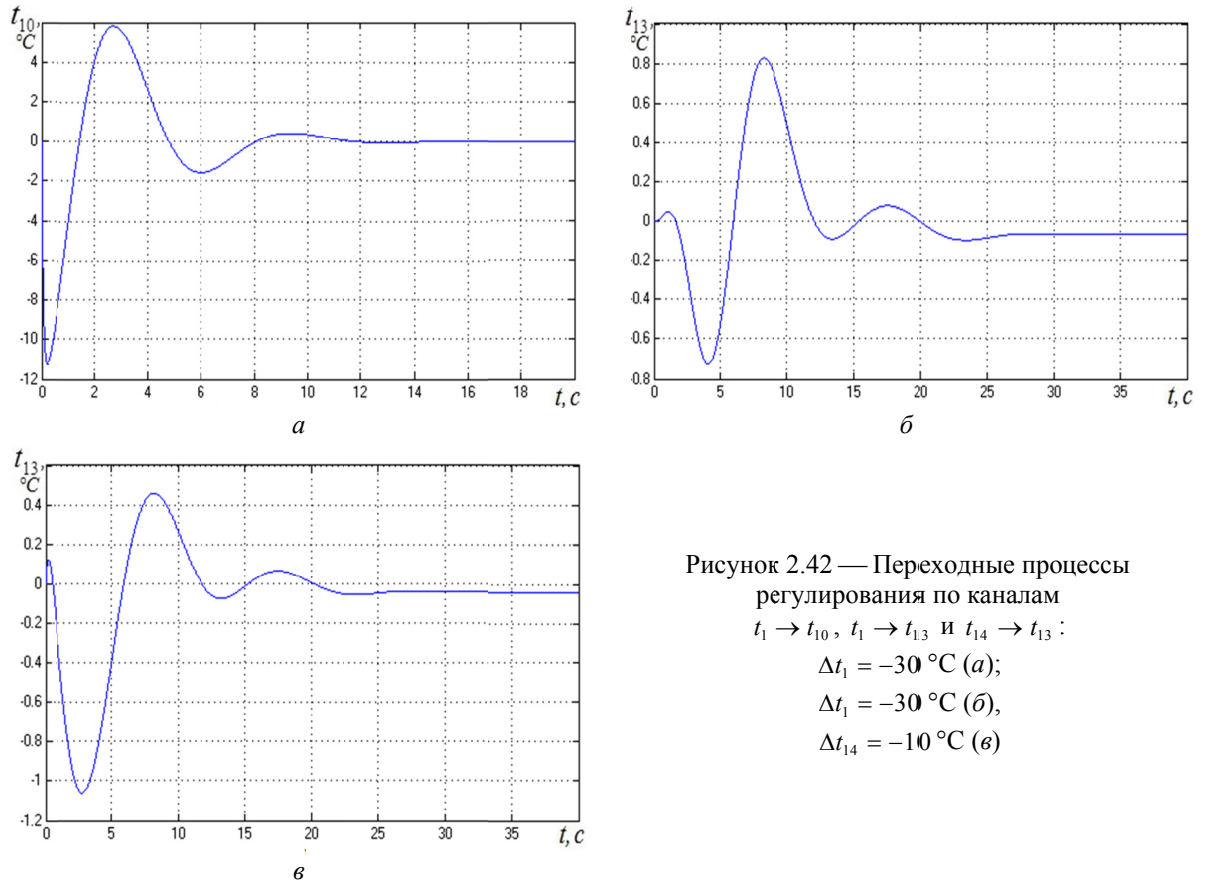 t₁₀,
°C
4
2
0
-2
-4
-6
-8
-10
-12
0 2 4 6 8 10 12 14 16 18 t, c
а
t₁₃,
°C
0.8
0.6
0.4
0.2
0
0.2
0.4
0.6
0.8
0 5 10 15 20 25 30 35 t, c
б
t₁₃,
°C
0.4
0.2
0
-0.2
-0.4
-0.6
-0.8
-1
-1.2
0 5 10 15 20 25 30 35 t, c
в
Рисунок 2.42 — Переходные процессы
регулирования по каналам
t₁ → t₁₀ , t₁ → t₁₃ и t₁₄ → t₁₃ :
Δt₁ = −30 °C (а);
Δt₁ = −30 °C (б),
Δt₁₄ = −10 °C (в)